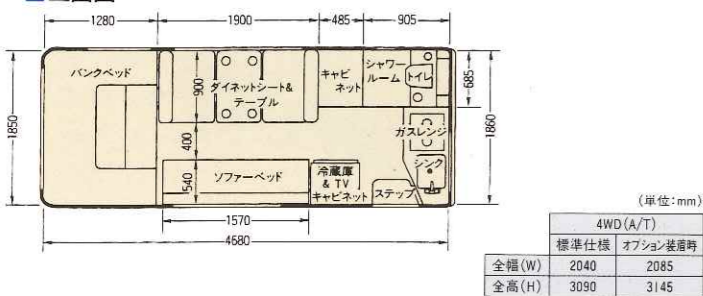 1280
1900
485
905
バンクベッド
ダイネットシート&
テーブル
キャビ
ネット
シャワー
ルーム
トイレ
685
900
1850
1860
400
ガスレンジ
シンク
540
ソファーベッド
冷蔵庫
& TV
キャビネット
ステップ
1570
4680
(単位:mm)
4WD(A/T)
標準仕様 オプション装着時
全幅(W) 2040 2085
全高(H) 3090 3145